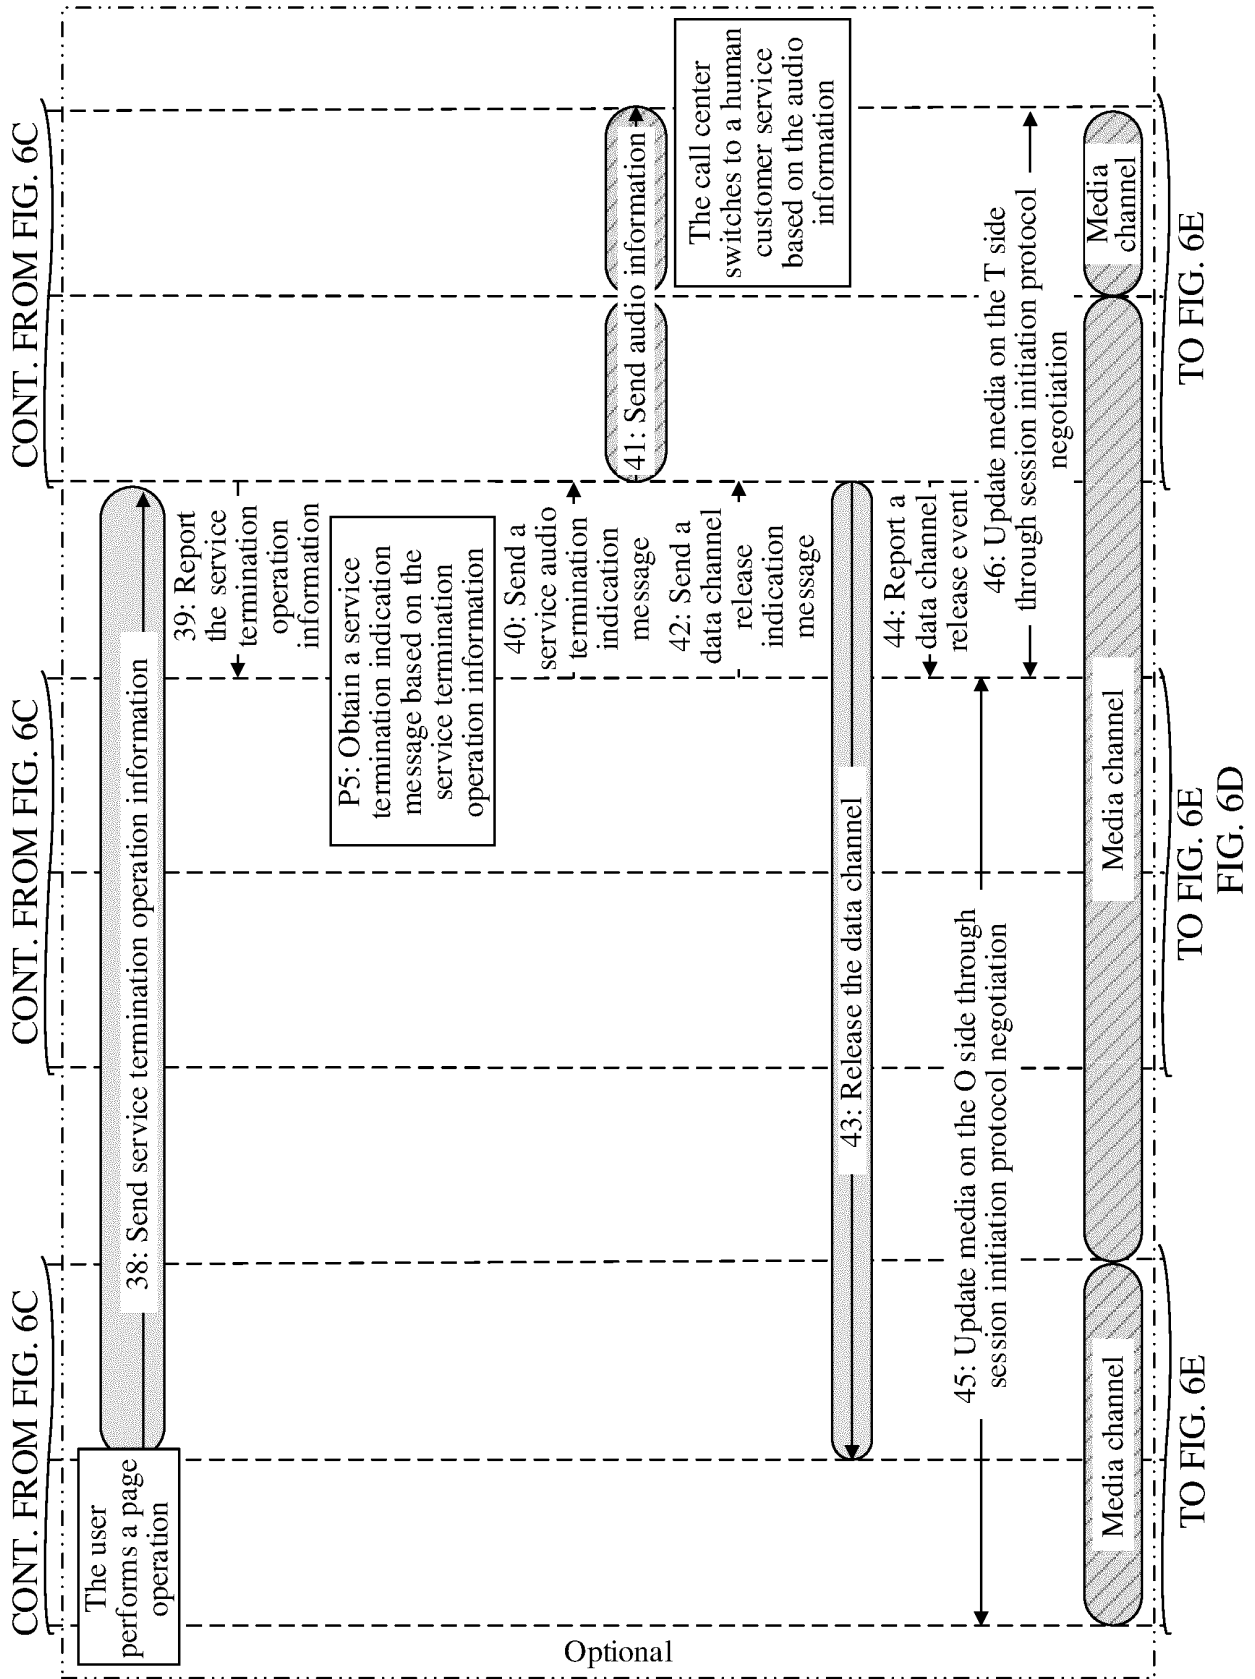 CONT. FROM FIG. 6C
CONT. FROM FIG. 6C
CONT. FROM FIG. 6C
The user
performs a page
operation
38: Send service termination operation information
39: Report
the service
termination
operation
information
P5: Obtain a service
termination indication
message based on the
service termination
operation information
40: Send a
service audio
termination
indication
message
41: Send audio information
The call center
switches to a human
customer service
based on the audio
information
42: Send a
data channel
release
indication
message
43: Release the data channel
44: Report a
data channel
release event
45: Update media on the O side through
session initiation protocol negotiation
46: Update media on the T side
through session initiation protocol
negotiation
Media channel
Media channel
Media
channel
Optional
TO FIG. 6E
TO FIG. 6E
TO FIG. 6E
FIG. 6D